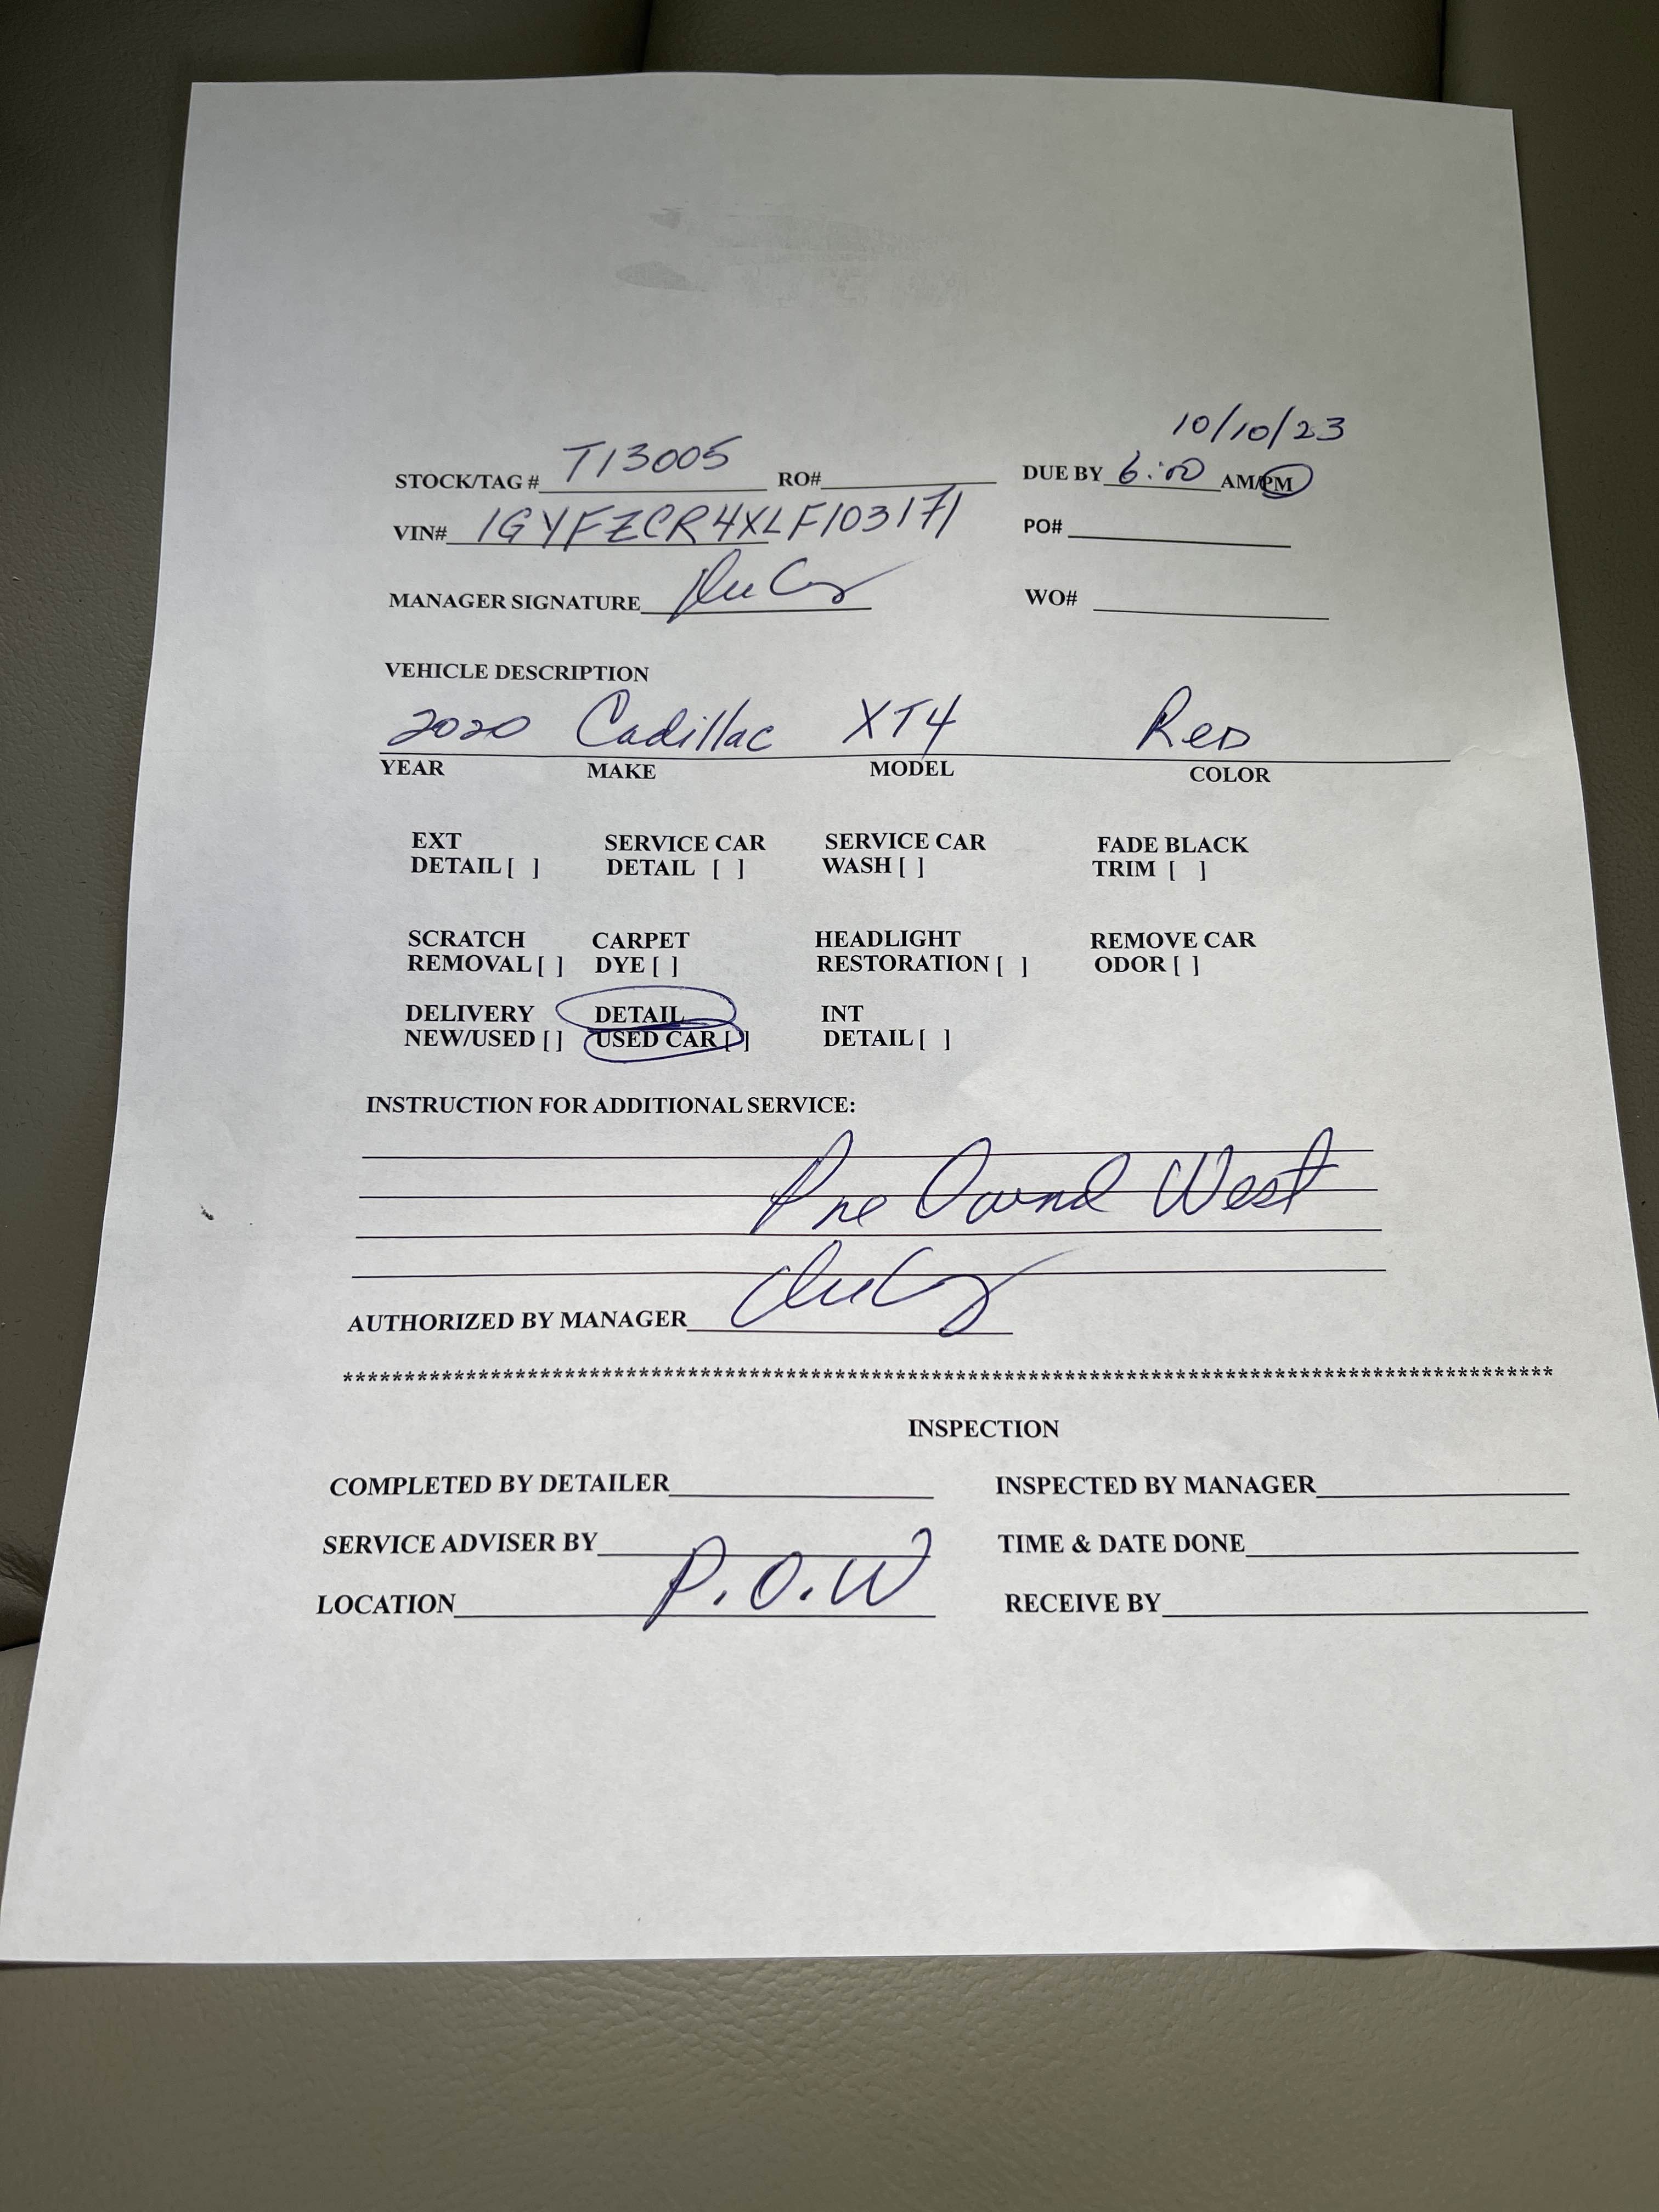 10/10/23
STOCK/TAG # T13005 RO# DUE BY 6:00 AM/PM
VIN# 1GYFZCR4XLF103171 PO#
MANAGER SIGNATURE WO#
VEHICLE DESCRIPTION
2020 Cadillac XT4 Red
YEAR MAKE MODEL COLOR
EXT SERVICE CAR SERVICE CAR FADE BLACK
DETAIL [ ] DETAIL [ ] WASH [ ] TRIM [ ]
SCRATCH CARPET HEADLIGHT REMOVE CAR
REMOVAL [ ] DYE [ ] RESTORATION [ ] ODOR [ ]
DELIVERY DETAIL INT
NEW/USED [ ] USED CAR [ ] DETAIL [ ]
INSTRUCTION FOR ADDITIONAL SERVICE:
Pre Ownd West
AUTHORIZED BY MANAGER
****************************************************************************************************
INSPECTION
COMPLETED BY DETAILER INSPECTED BY MANAGER
SERVICE ADVISER BY TIME & DATE DONE
LOCATION P.O.W RECEIVE BY